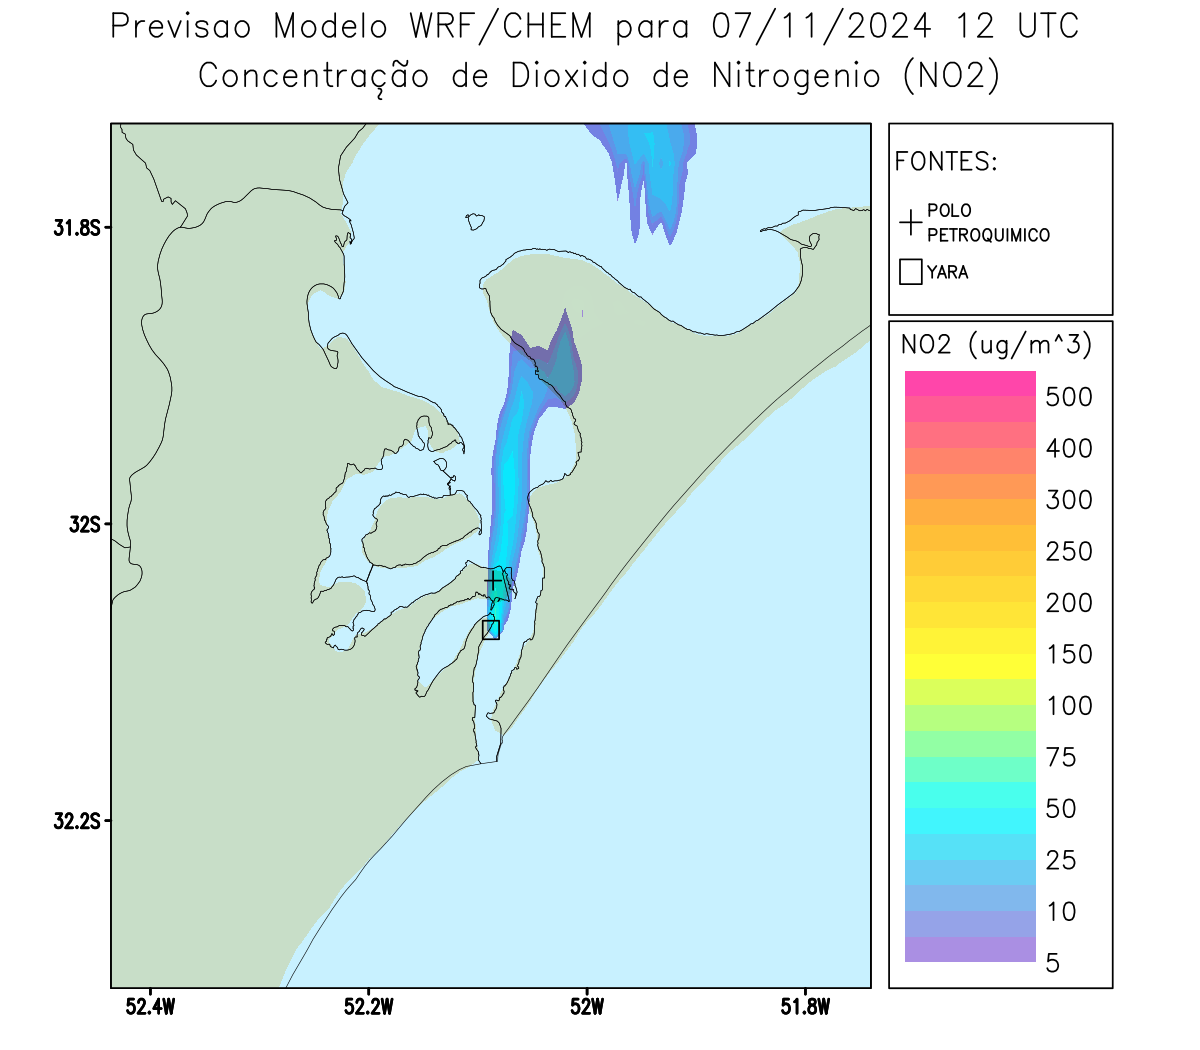 Previsao Modelo WRF/CHEM para 07/11/2024 12 UTC
Concentração de Dioxido de Nitrogenio (NO2)
FONTES:
POLO
PETROQUIMICO
YARA
31.8S
32S
32.2S
52.4W
52.2W
52W
51.8W
NO2 (ug/m^3)
500
400
300
250
200
150
100
75
50
25
10
5